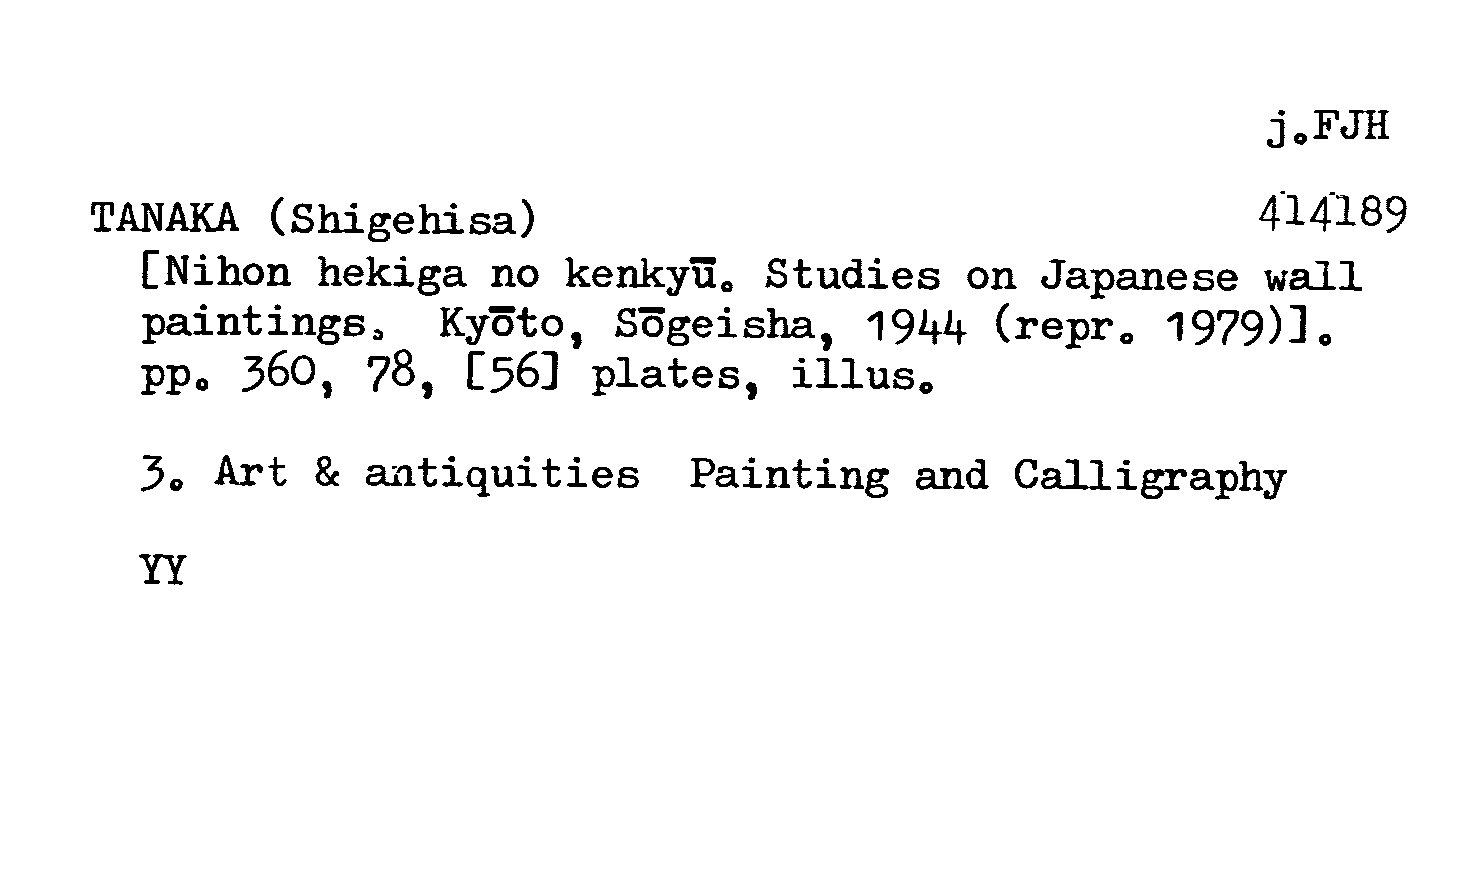 j.FJH
TANAKA (Shigehisa) 414189
[Nihon hekiga no kenkyū. Studies on Japanese wall
paintings. Kyōto, Sōgeisha, 1944 (repr. 1979)].
pp. 360, 78, [56] plates, illus.
3. Art & antiquities Painting and Calligraphy
YY